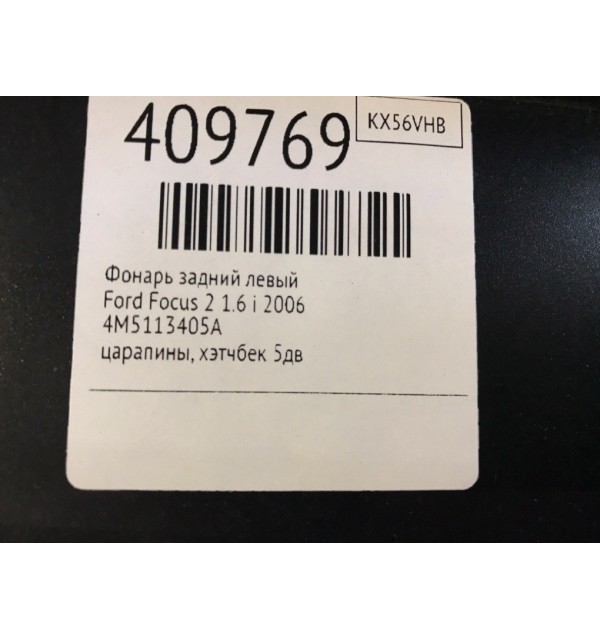 409769
KX56VHB
Фонарь задний левый
Ford Focus 2 1.6 i 2006
4M5113405A
царапины, хэтчбек 5дв